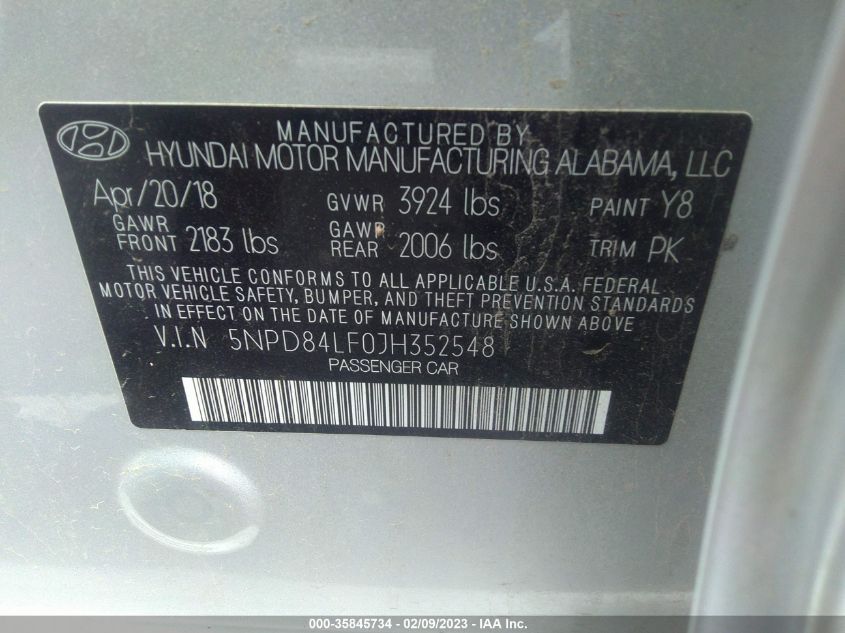 MANUFACTURED BY
HYUNDAI MOTOR MANUFACTURING ALABAMA, LLC
Apr/20/18 GVWR 3924 lbs PAINT Y8
GAWR FRONT 2183 lbs GAWR REAR 2006 lbs TRIM PK
THIS VEHICLE CONFORMS TO ALL APPLICABLE U.S.A. FEDERAL
MOTOR VEHICLE SAFETY, BUMPER, AND THEFT PREVENTION STANDARDS
IN EFFECT ON THE DATE OF MANUFACTURE SHOWN ABOVE
V.I.N 5NPD84LF0JH352548
PASSENGER CAR
000-35845734 - 02/09/2023 - IAA Inc.